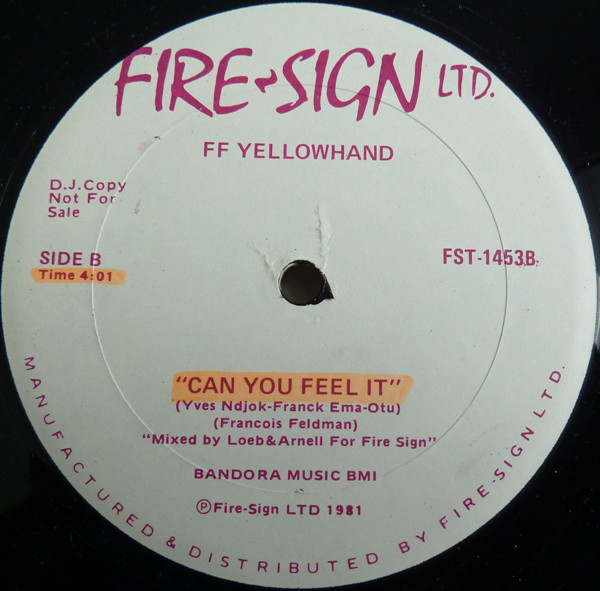 FIRE~SIGN LTD.
FF YELLOWHAND
D.J.Copy
Not For
Sale
SIDE B
Time 4:01
FST-1453B
"CAN YOU FEEL IT"
(Yves Ndjok-Franck Ema-Otu)
(Francois Feldman)
"Mixed by Loeb&Arnell For Fire Sign"
BANDORA MUSIC BMI
Ⓟ Fire-Sign LTD 1981
MANUFACTURED & DISTRIBUTED BY FIRE-SIGN LTD.